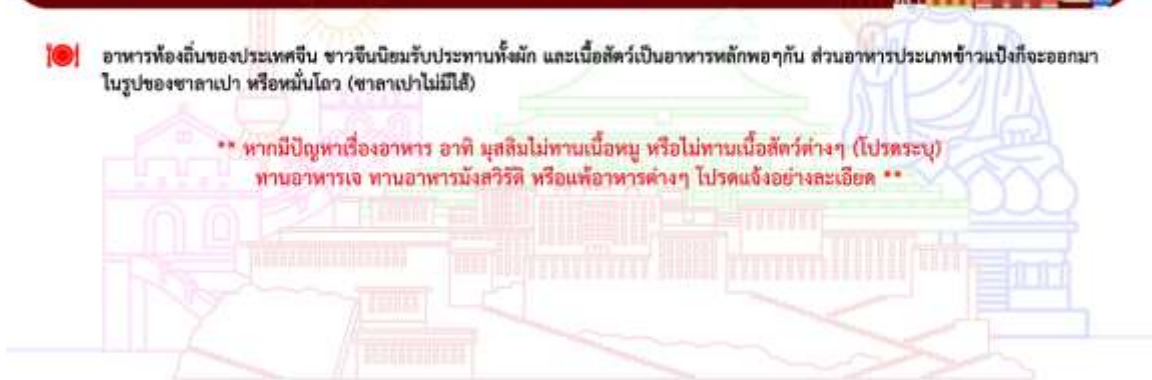 อาหารท้องถิ่นของประเทศจีน ชาวจีนนิยมรับประทานทั้งผัก และเนื้อสัตว์เป็นอาหารหลักพอๆกัน ส่วนอาหารประเภทข้าวแป้งก็จะออกมา
ในรูปของซาลาเปา หรือหมั่นโถว (ซาลาเปาไม่มีไส้)
** หากมีปัญหาเรื่องอาหาร อาทิ มุสลิมไม่ทานเนื้อหมู หรือไม่ทานเนื้อสัตว์ต่างๆ (โปรดระบุ)
ทานอาหารเจ ทานอาหารมังสวิรัติ หรือแพ้อาหารต่างๆ โปรดแจ้งอย่างละเอียด **